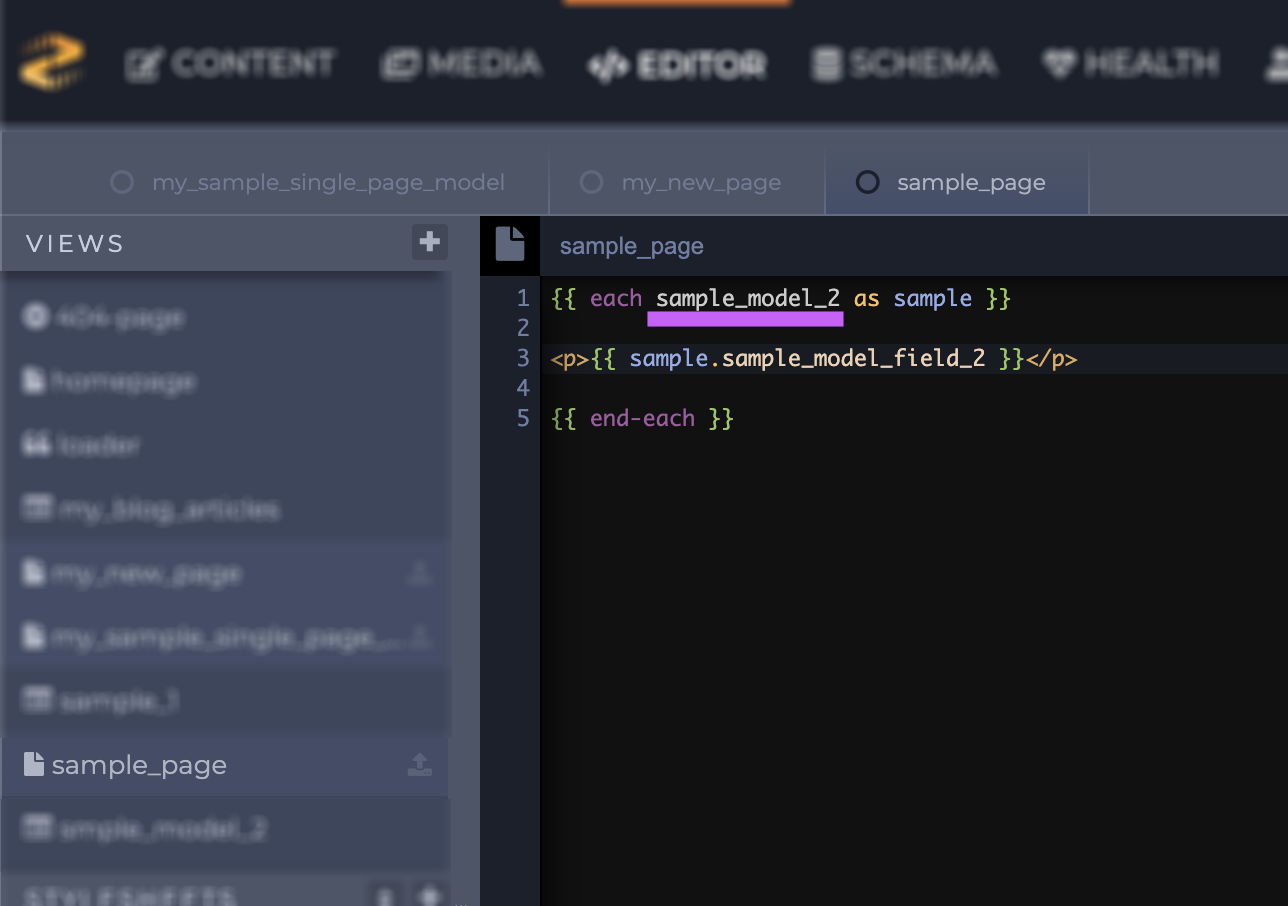 CONTENT MEDIA EDITOR SCHEMA HEALTH
my_sample_single_page_model my_new_page sample_page
VIEWS
sample_page
404-page
homepage
loader
my_blog_articles
my_new_page
my_sample_single_page_...
sample_1
sample_page
smple_model_2
STYLESHEETS
1 {{ each sample_model_2 as sample }}
2
3 <p>{{ sample.sample_model_field_2 }}</p>
4
5 {{ end-each }}